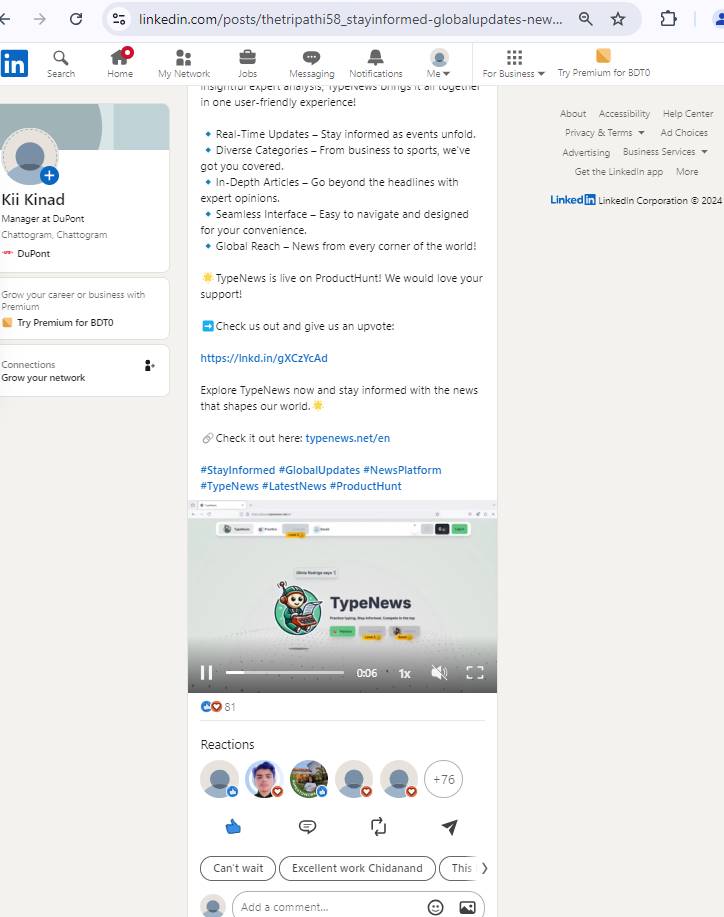 linkedin.com/posts/thetripathi58_stayinformed-globalupdates-new...
in
Search
Home
My Network
Jobs
Messaging
Notifications
Me
For Business
Try Premium for BDT0
insightful expert analysis, TypeNews brings it all together
in one user-friendly experience!
Real-Time Updates – Stay informed as events unfold.
Diverse Categories – From business to sports, we've
got you covered.
In-Depth Articles – Go beyond the headlines with
expert opinions.
Seamless Interface – Easy to navigate and designed
for your convenience.
Global Reach – News from every corner of the world!
🌟TypeNews is live on ProductHunt! We would love your
support!
➡️Check us out and give us an upvote:
https://lnkd.in/gXCzYcAd
Explore TypeNews now and stay informed with the news
that shapes our world.🌟
🔗Check it out here: typenews.net/en
#StayInformed #GlobalUpdates #NewsPlatform
#TypeNews #LatestNews #ProductHunt
Kii Kinad
Manager at DuPont
Chattogram, Chattogram
DuPont
Grow your career or business with
Premium
Try Premium for BDT0
Connections
Grow your network
About Accessibility Help Center
Privacy & Terms Ad Choices
Advertising Business Services
Get the LinkedIn app More
LinkedIn LinkedIn Corporation © 2024
TypeNews
Practice typing, Stay informed, Compete in the top
0:06
1x
81
Reactions
+76
Can't wait
Excellent work Chidanand
This
Add a comment...